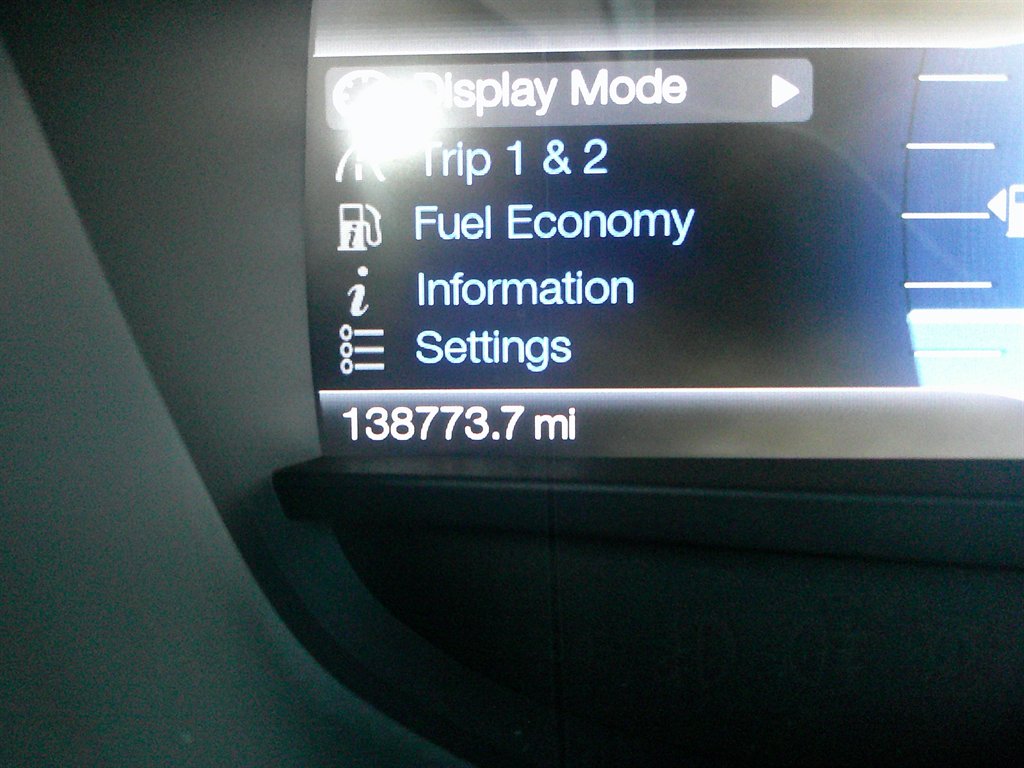 Display Mode
Trip 1 & 2
Fuel Economy
Information
Settings
138773.7 mi